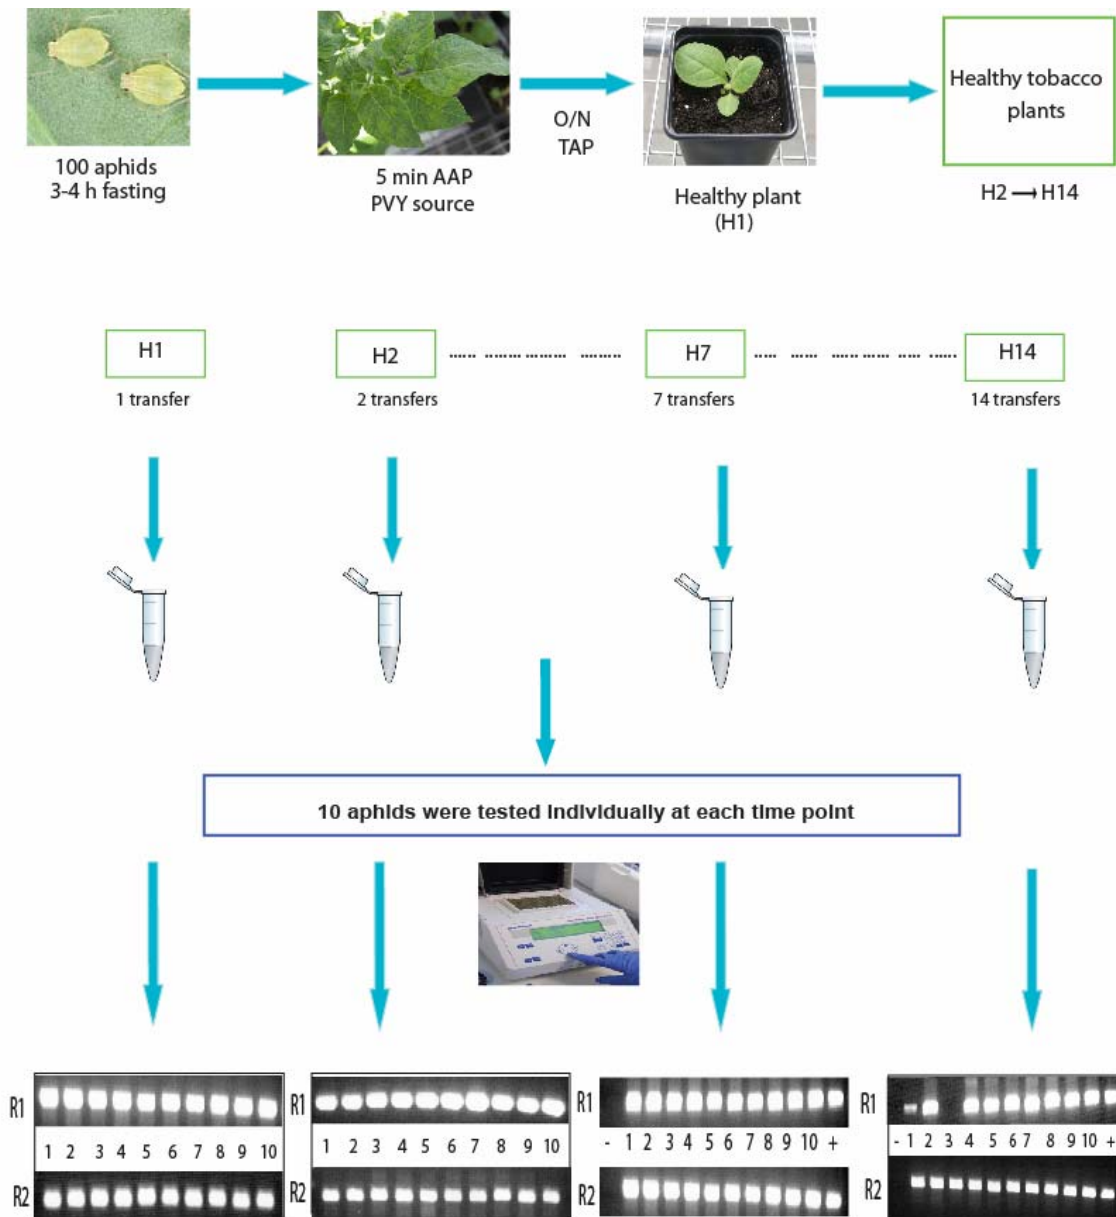 100 aphids
3-4 h fasting
5 min AAP
PVY source
O/N
TAP
Healthy plant
(H1)
Healthy tobacco
plants
H2 → H14
H1
1 transfer
H2
2 transfers
H7
7 transfers
H14
14 transfers
10 aphids were tested individually at each time point
R1
1 2 3 4 5 6 7 8 9 10
R2
R1
1 2 3 4 5 6 7 8 9 10
R2
R1
- 1 2 3 4 5 6 7 8 9 10 +
R2
R1
- 1 2 3 4 5 6 7 8 9 10 +
R2